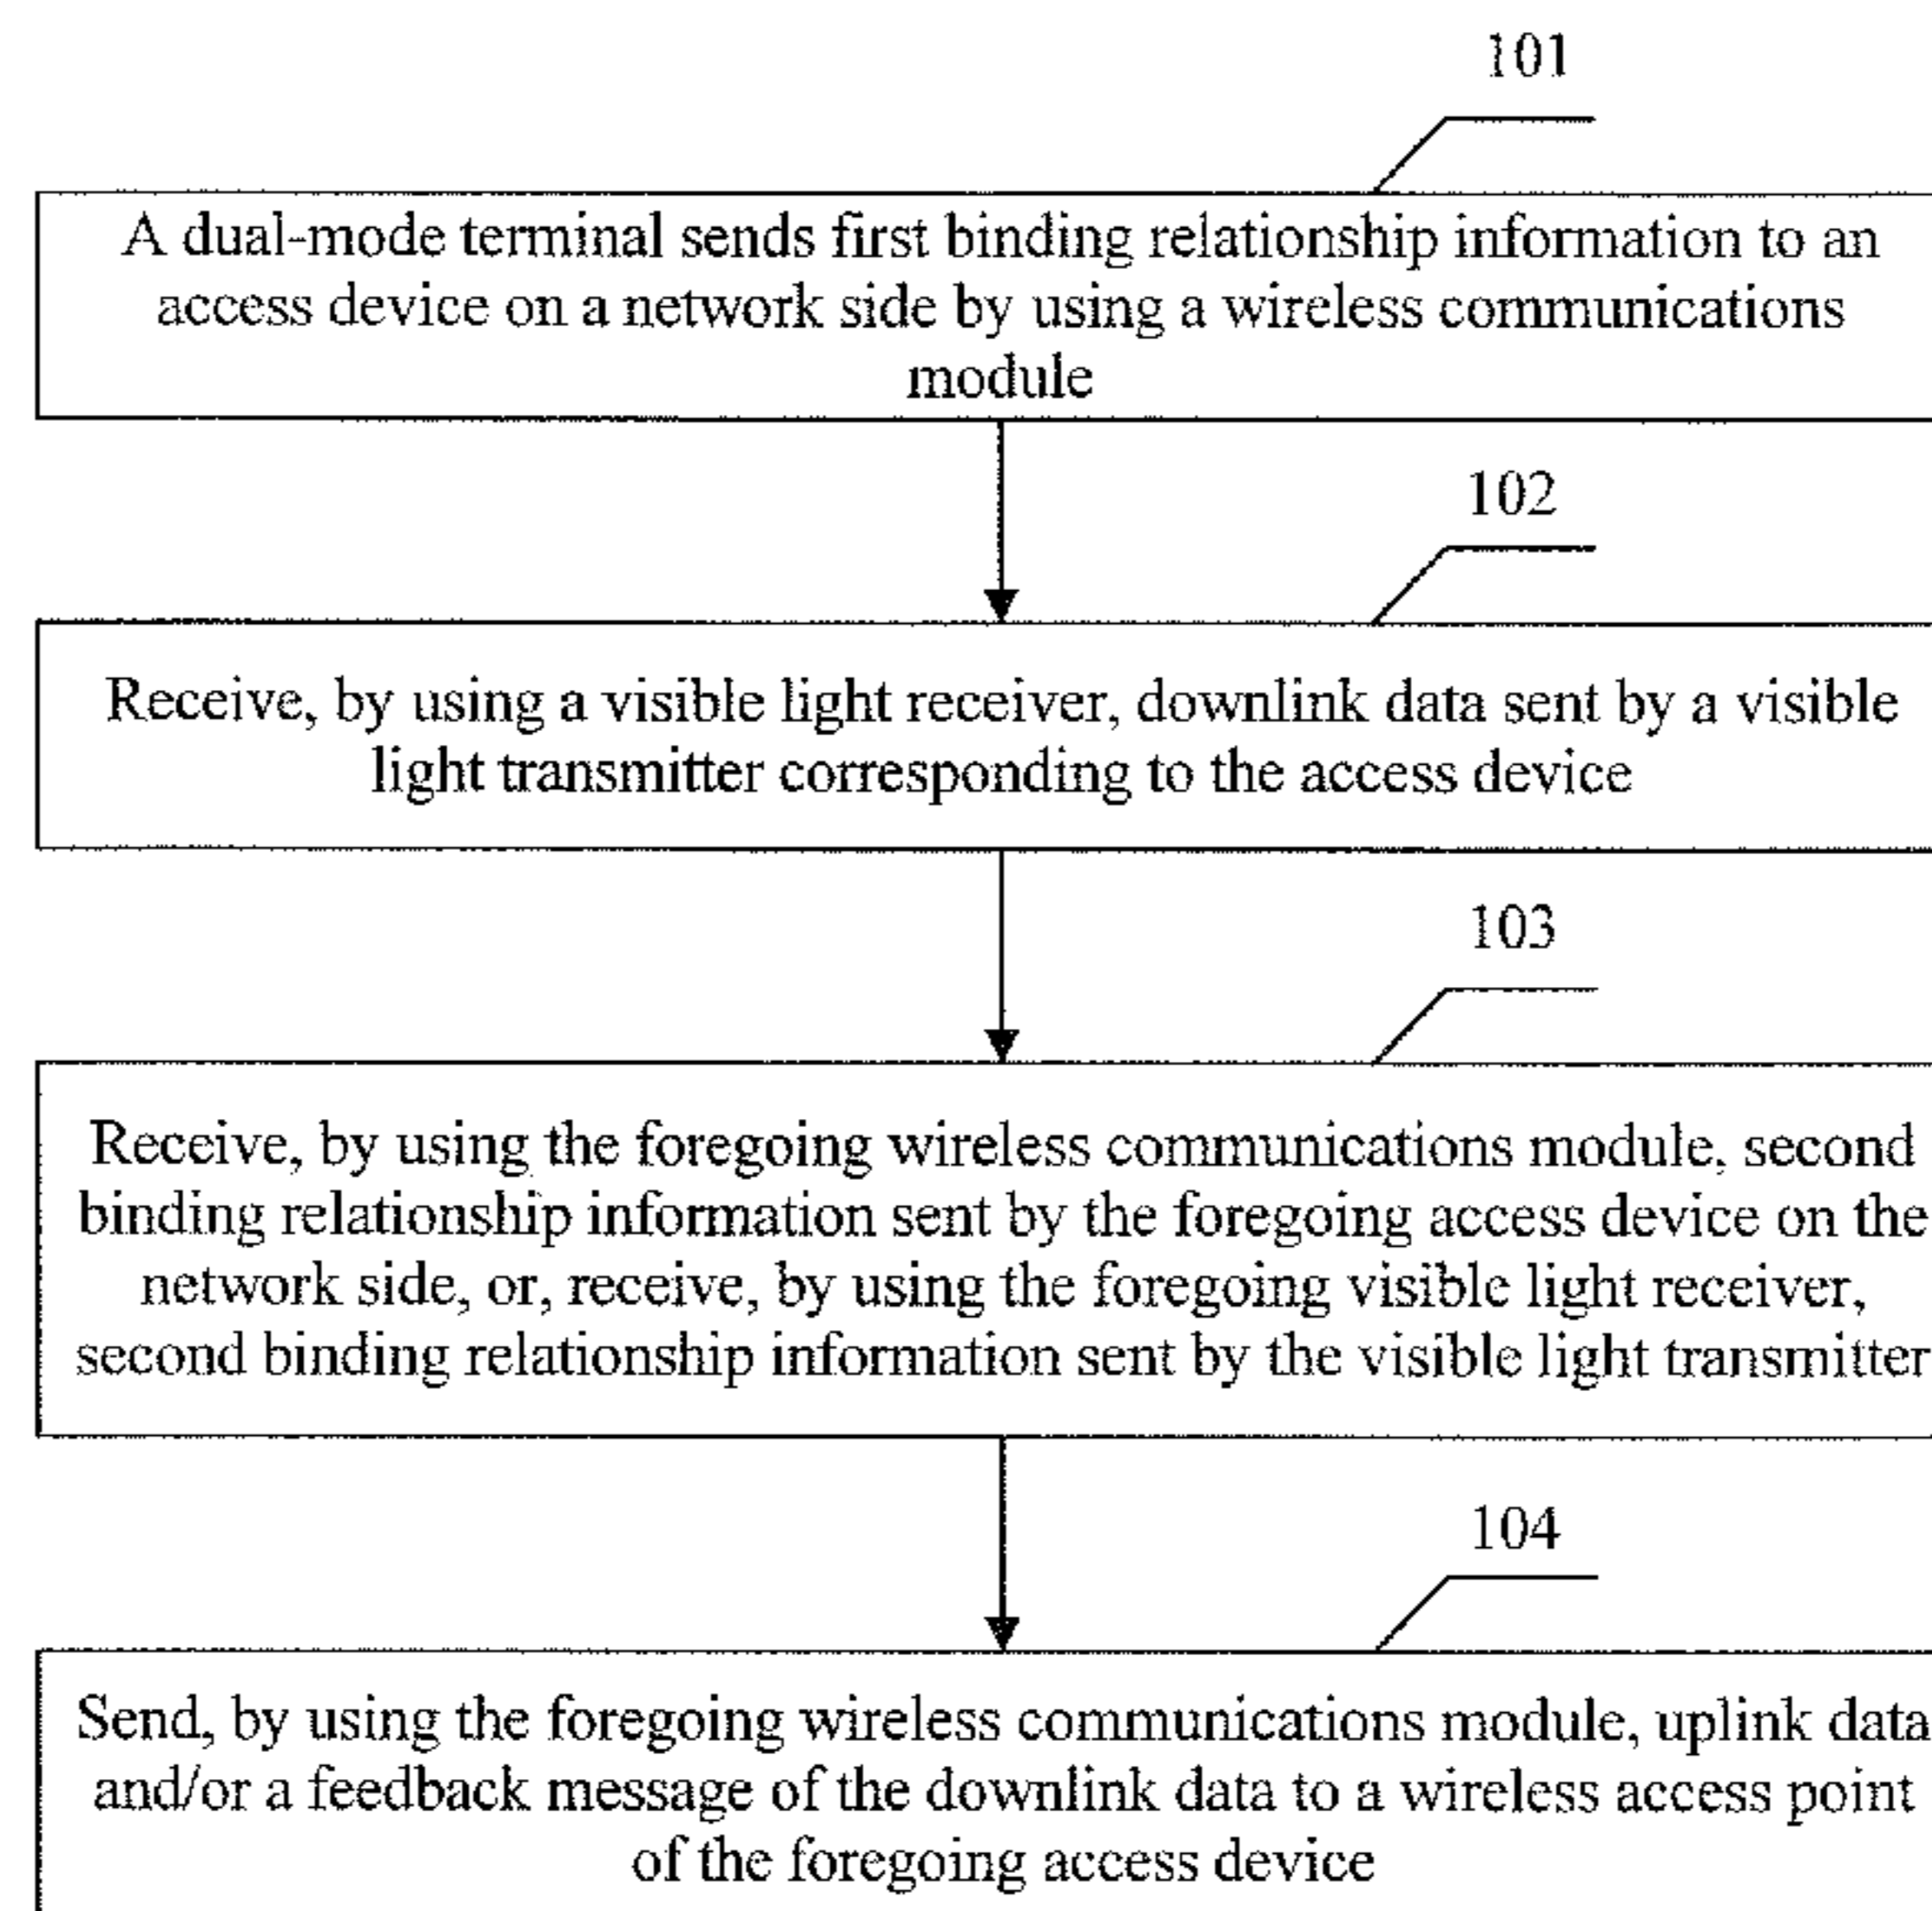 101
A dual-mode terminal sends first binding relationship information to an
access device on a network side by using a wireless communications
module
102
Receive, by using a visible light receiver, downlink data sent by a visible
light transmitter corresponding to the access device
103
Receive, by using the foregoing wireless communications module, second
binding relationship information sent by the foregoing access device on the
network side, or, receive, by using the foregoing visible light receiver,
second binding relationship information sent by the visible light transmitter
104
Send, by using the foregoing wireless communications module, uplink data
and/or a feedback message of the downlink data to a wireless access point
of the foregoing access device